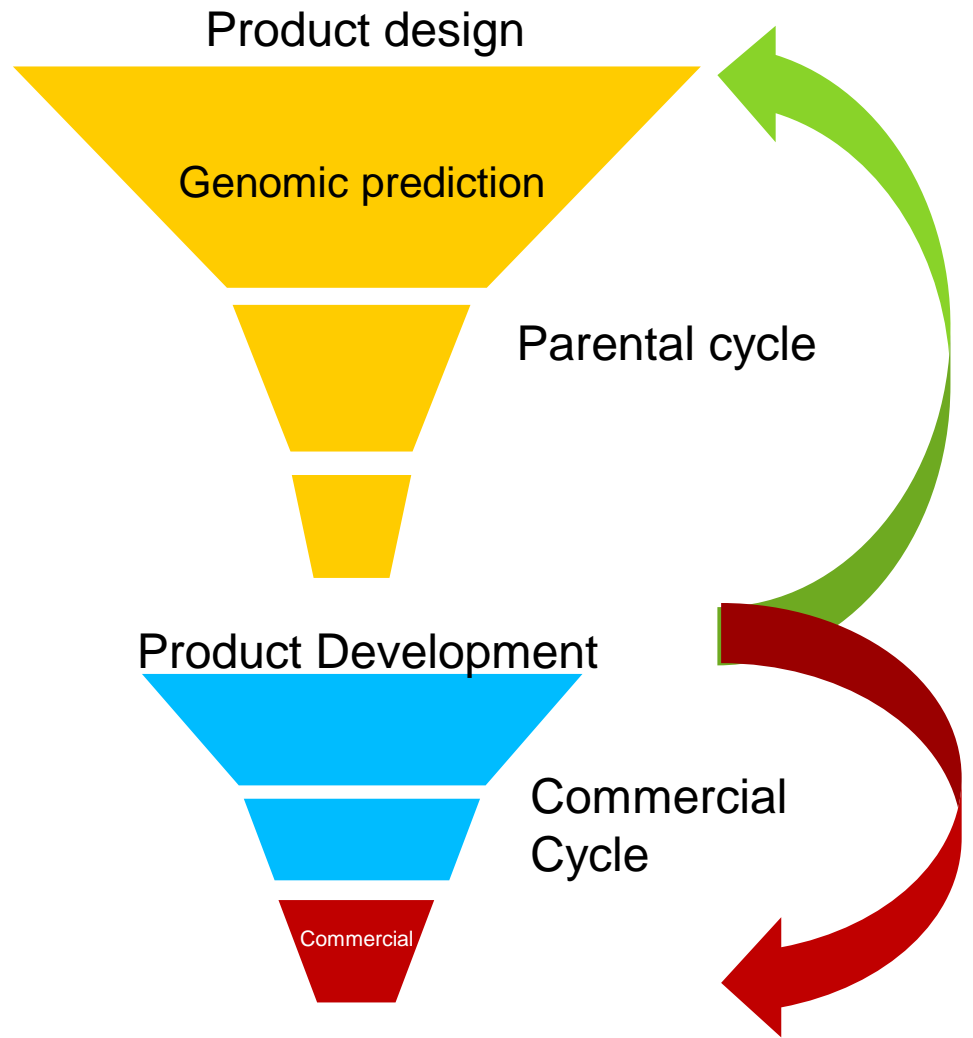 Product design
Genomic prediction
Parental cycle
Product Development
Commercial
Cycle
Commercial